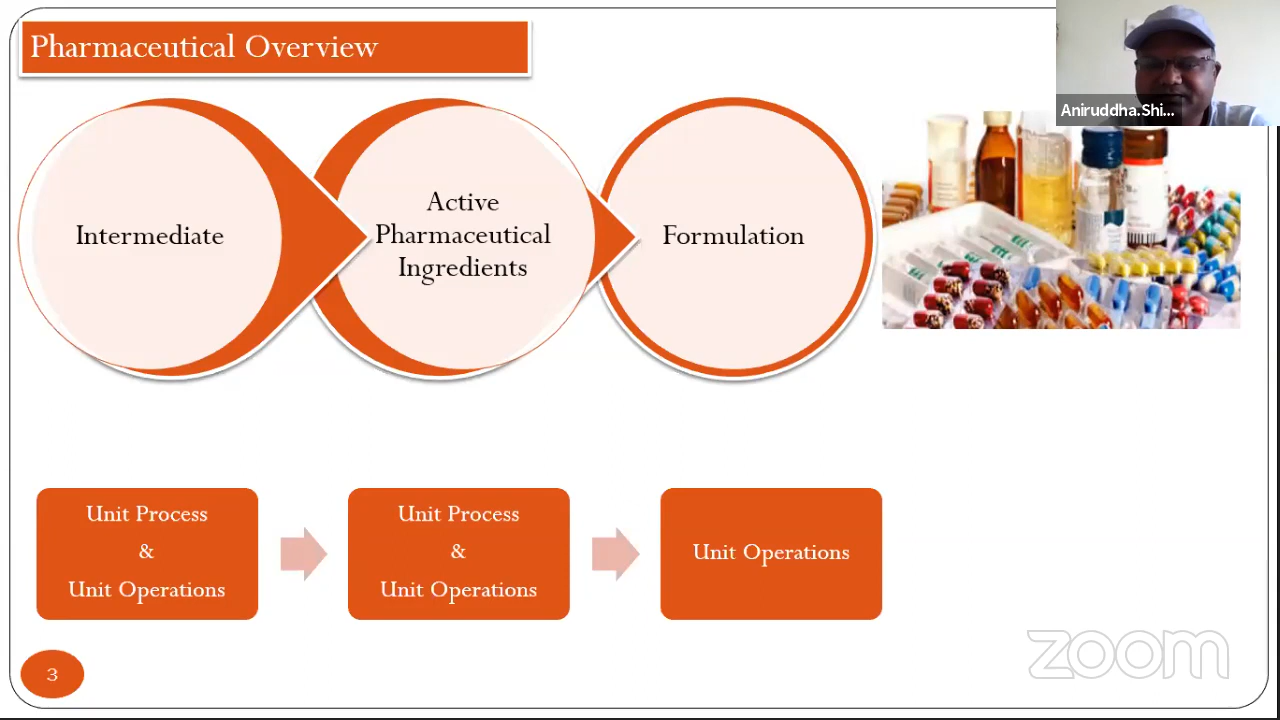 Pharmaceutical Overview
Aniruddha.Shi...
Intermediate
Active
Pharmaceutical
Ingredients
Formulation
Unit Process
&
Unit Operations
Unit Process
&
Unit Operations
Unit Operations
3
zoom